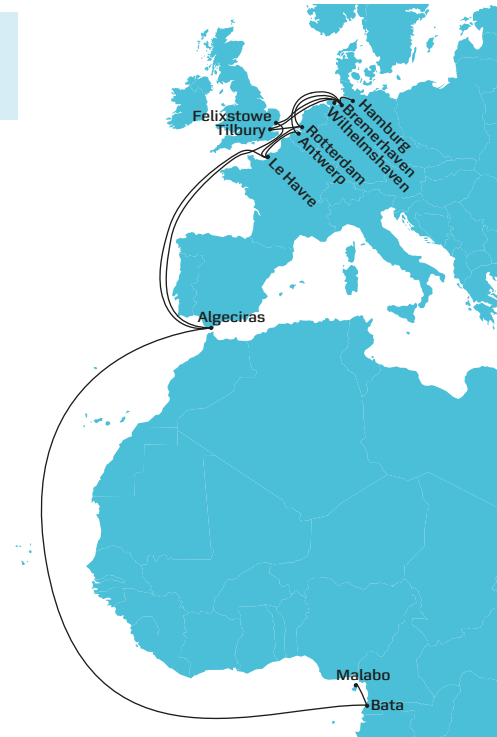 Felixstowe
Tilbury
Hamburg
Bremerhaven
Wilhelmshaven
Rotterdam
Antwerp
Le Havre
Algeciras
Malabo
Bata